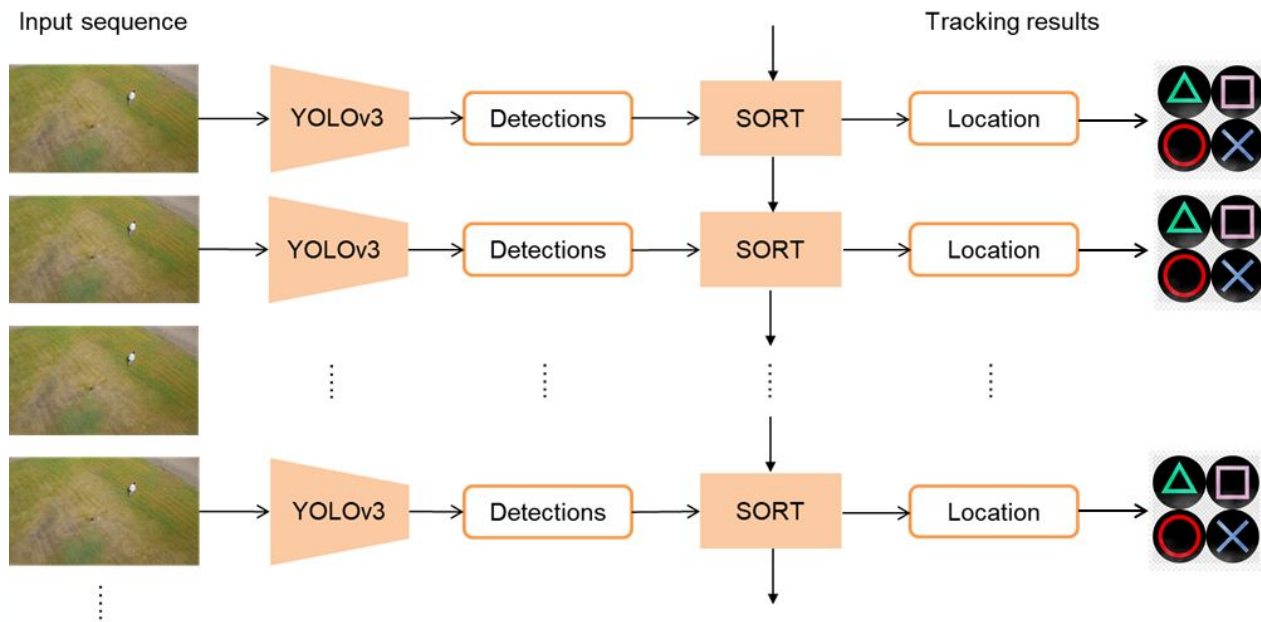 Input sequence
Tracking results
YOLOv3
Detections
SORT
Location
YOLOv3
Detections
SORT
Location
YOLOv3
Detections
SORT
Location